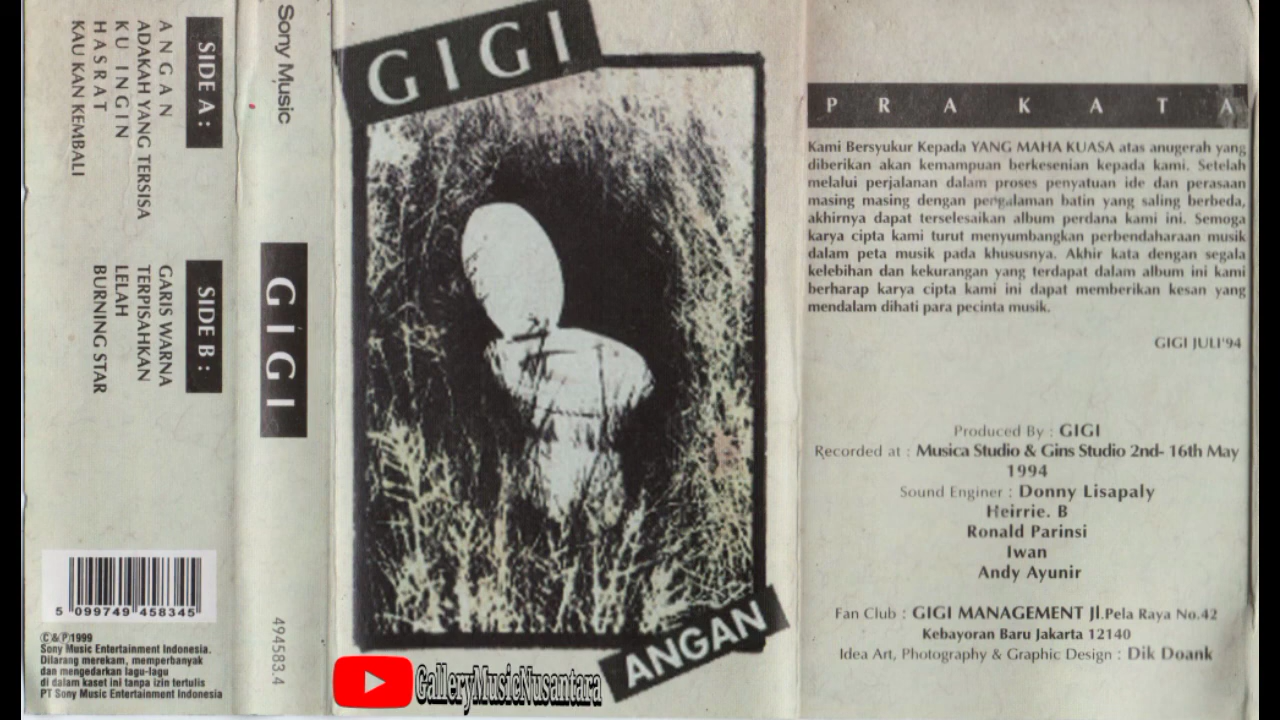 SIDE A :
A N G A N
ADAKAH YANG TERSISA
KU INGIN
H A S R A T
KAU KAN KEMBALI
SIDE B :
GARIS WARNA
TERPISAHKAN
LELAH
BURNING STAR
5 099749 458345
©&℗1999
Sony Music Entertainment Indonesia.
Dilarang merekam, memperbanyak
dan mengedarkan lagu-lagu
di dalam kaset ini tanpa izin tertulis
PT Sony Music Entertainment Indonesia
Sony Music
GIGI
494583.4
GIGI
ANGAN
GalleryMusicNusantara
P R A K A T A
Kami Bersyukur Kepada YANG MAHA KUASA atas anugerah yang
diberikan akan kemampuan berkesenian kepada kami. Setelah
melalui perjalanan dalam proses penyatuan ide dan perasaan
masing masing dengan pengalaman batin yang saling berbeda,
akhirnya dapat terselesaikan album perdana kami ini. Semoga
karya cipta kami turut menyumbangkan perbendaharaan musik
dalam peta musik pada khususnya. Akhir kata dengan segala
kelebihan dan kekurangan yang terdapat dalam album ini kami
berharap karya cipta kami ini dapat memberikan kesan yang
mendalam dihati para pecinta musik.
GIGI JULI'94
Produced By : GIGI
Recorded at : Musica Studio & Gins Studio 2nd- 16th May
1994
Sound Enginer : Donny Lisapaly
Heirrie. B
Ronald Parinsi
Iwan
Andy Ayunir
Fan Club : GIGI MANAGEMENT Jl.Pela Raya No.42
Kebayoran Baru Jakarta 12140
Idea Art, Photography & Graphic Design : Dik Doank